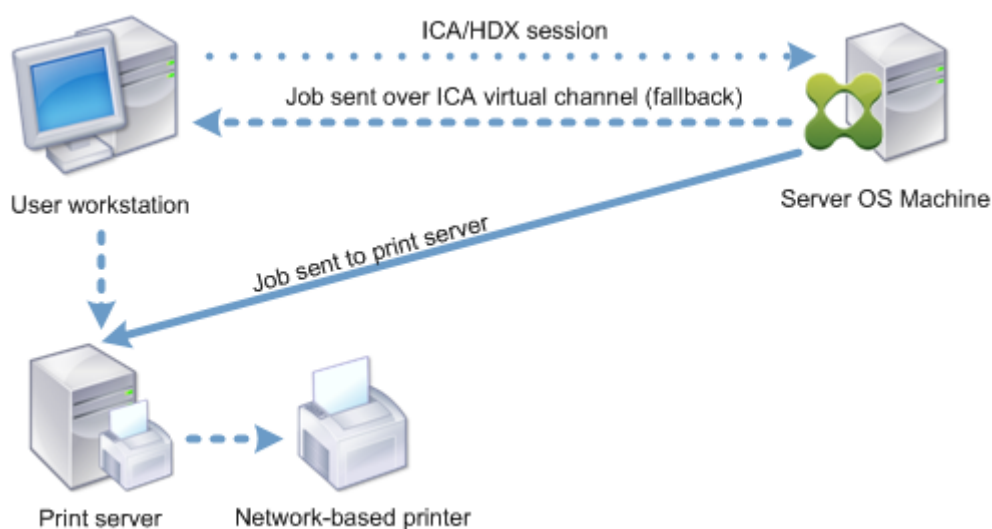 ICA/HDX session
Job sent over ICA virtual channel (fallback)
User workstation
Server OS Machine
Job sent to print server
Print server
Network-based printer